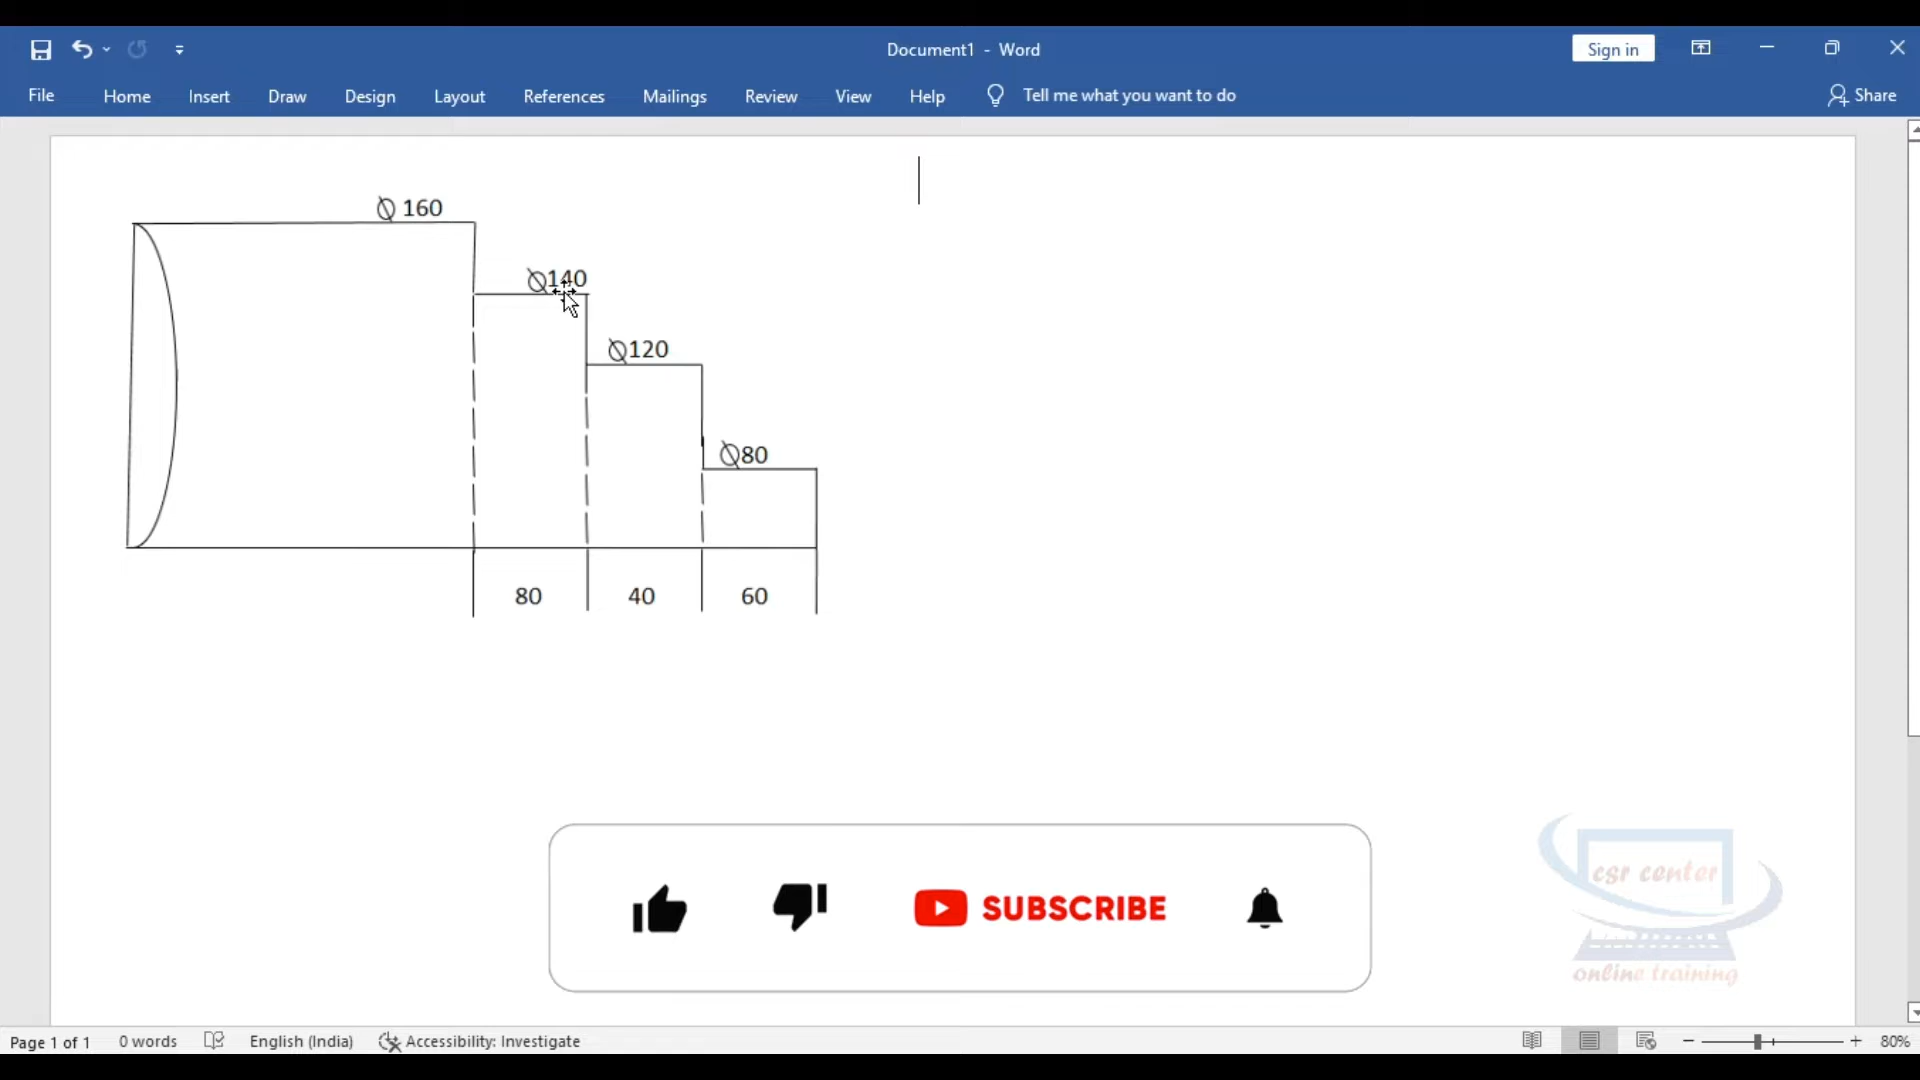 Document1 - Word
Sign in
File Home Insert Draw Design Layout References Mailings Review View Help Tell me what you want to do Share
Ø 160
Ø140
Ø120
Ø80
80 40 60
SUBSCRIBE
csr center
online training
Page 1 of 1 0 words English (India) Accessibility: Investigate 80%